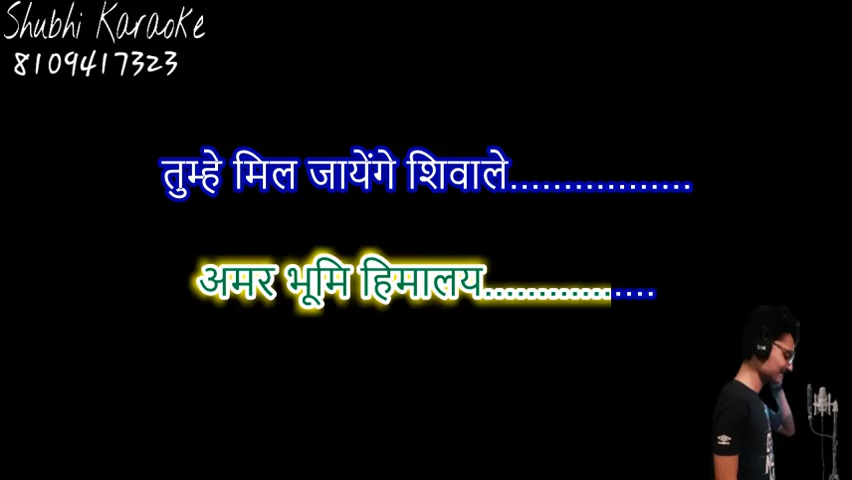 Shubhi Karaoke
8109417323
तुम्हे मिल जायेंगे शिवाले.................
अमर भूमि हिमालय................